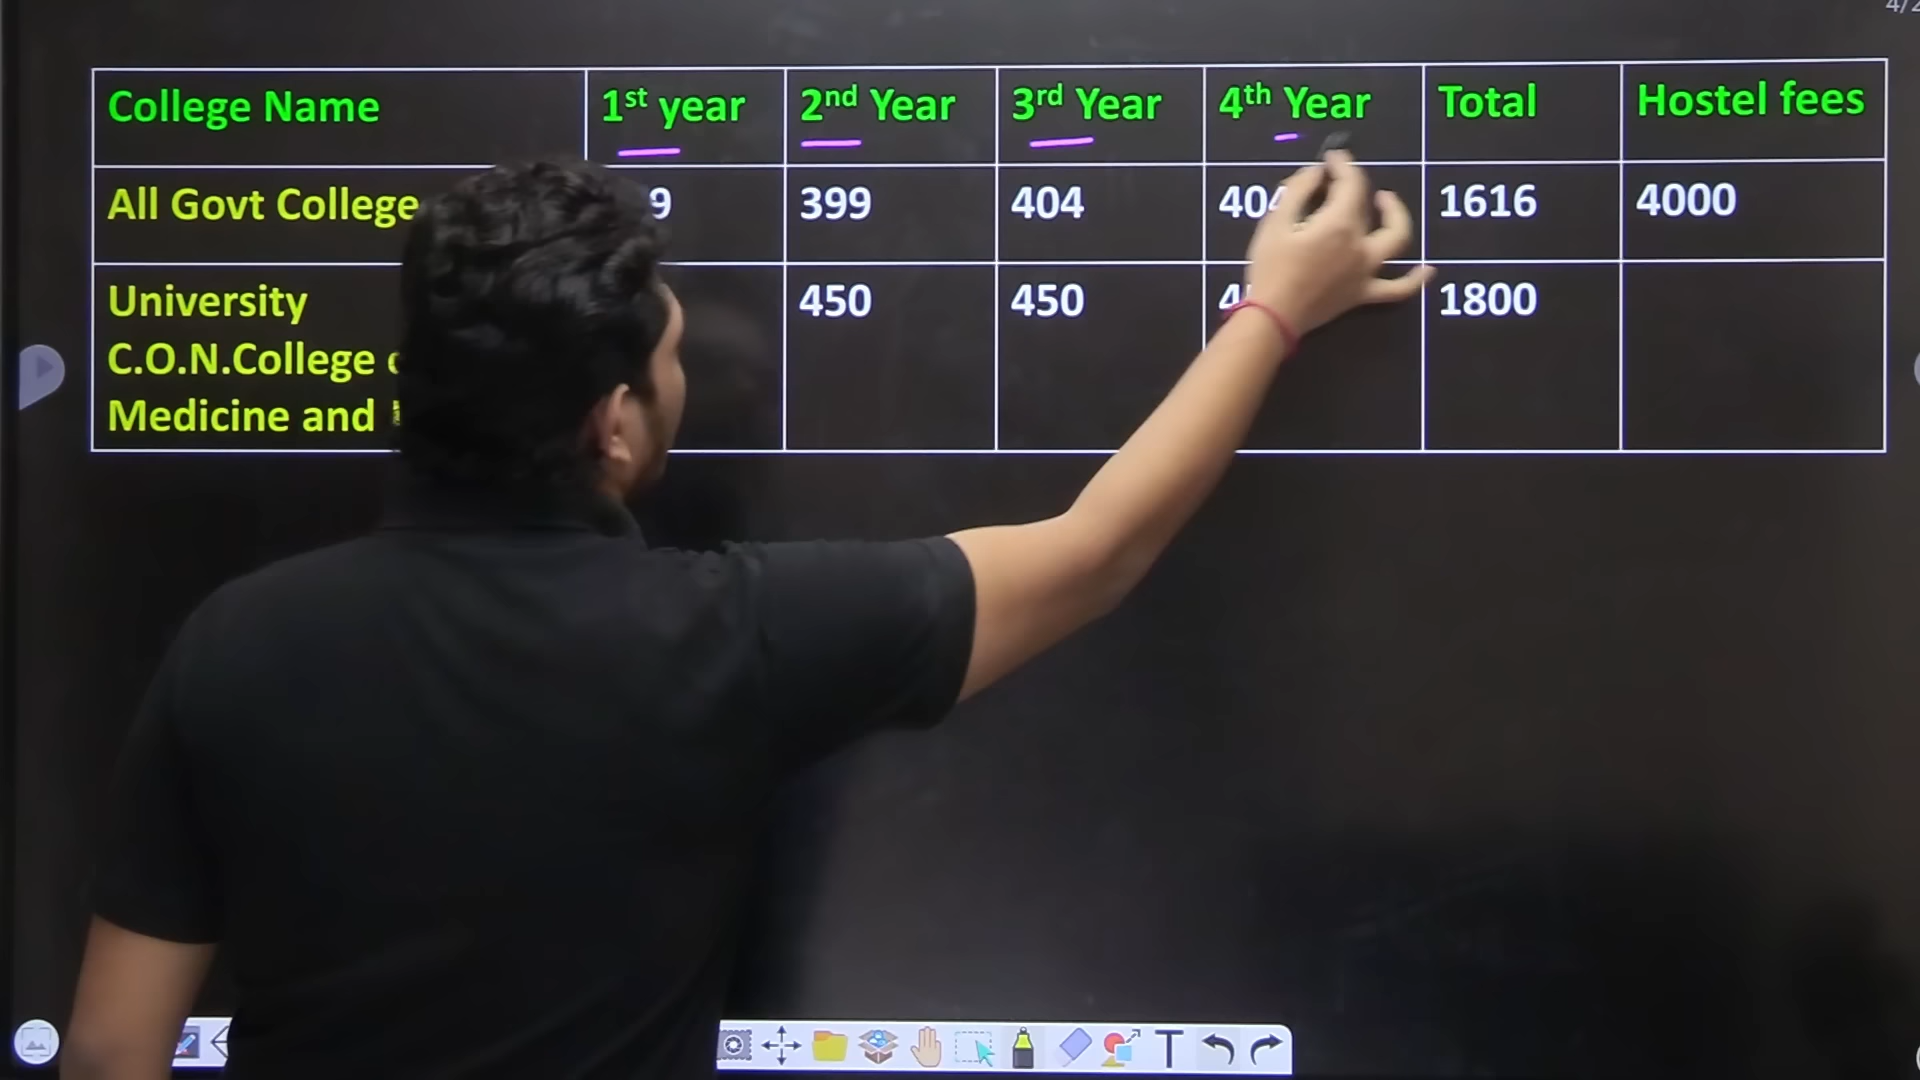 College Name 1st year 2nd Year 3rd Year 4th Year Total Hostel fees
All Govt College 399 404 1616 4000
University 450 450 1800
C.O.N.College
Medicine and